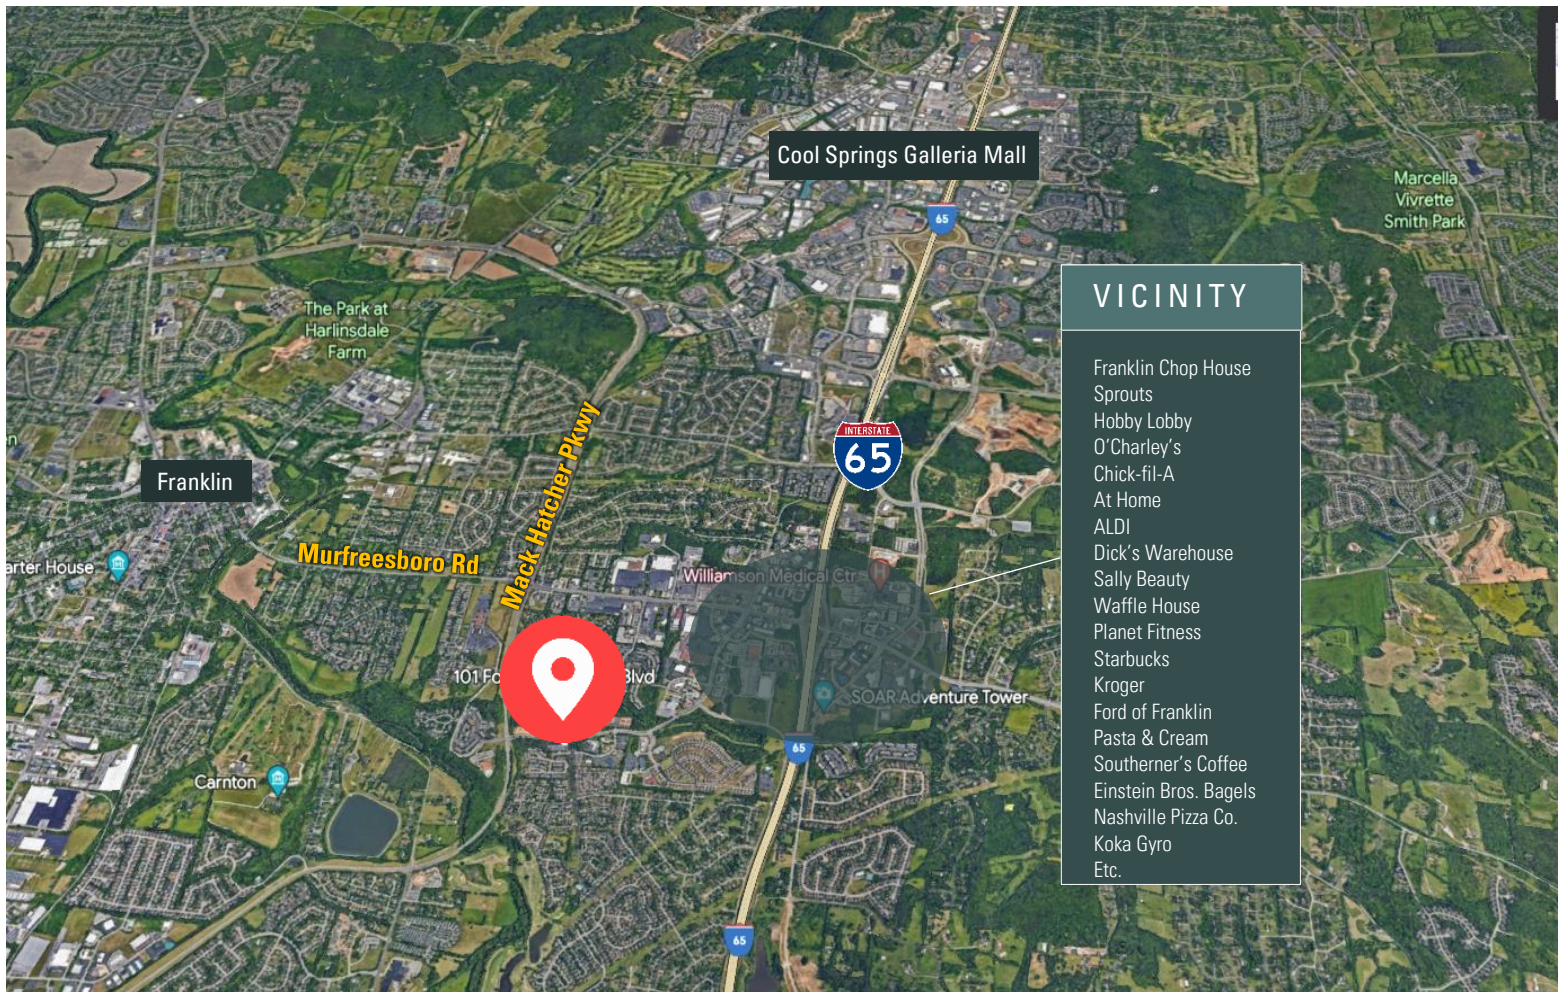 Cool Springs Galleria Mall
65
Marcella
Vivrette
Smith Park
VICINITY
Franklin Chop House
Sprouts
Hobby Lobby
O'Charley's
Chick-fil-A
At Home
ALDI
Dick's Warehouse
Sally Beauty
Waffle House
Planet Fitness
Starbucks
Kroger
Ford of Franklin
Pasta & Cream
Southerner's Coffee
Einstein Bros. Bagels
Nashville Pizza Co.
Koka Gyro
Etc.
The Park at
Harlinsdale
Farm
Mack Hatcher Pkwy
INTERSTATE
65
Franklin
Murfreesboro Rd
arter House
Williamson Medical Ctr
H
101 Fo
Blvd
SOAR Adventure Tower
65
Carnton
65